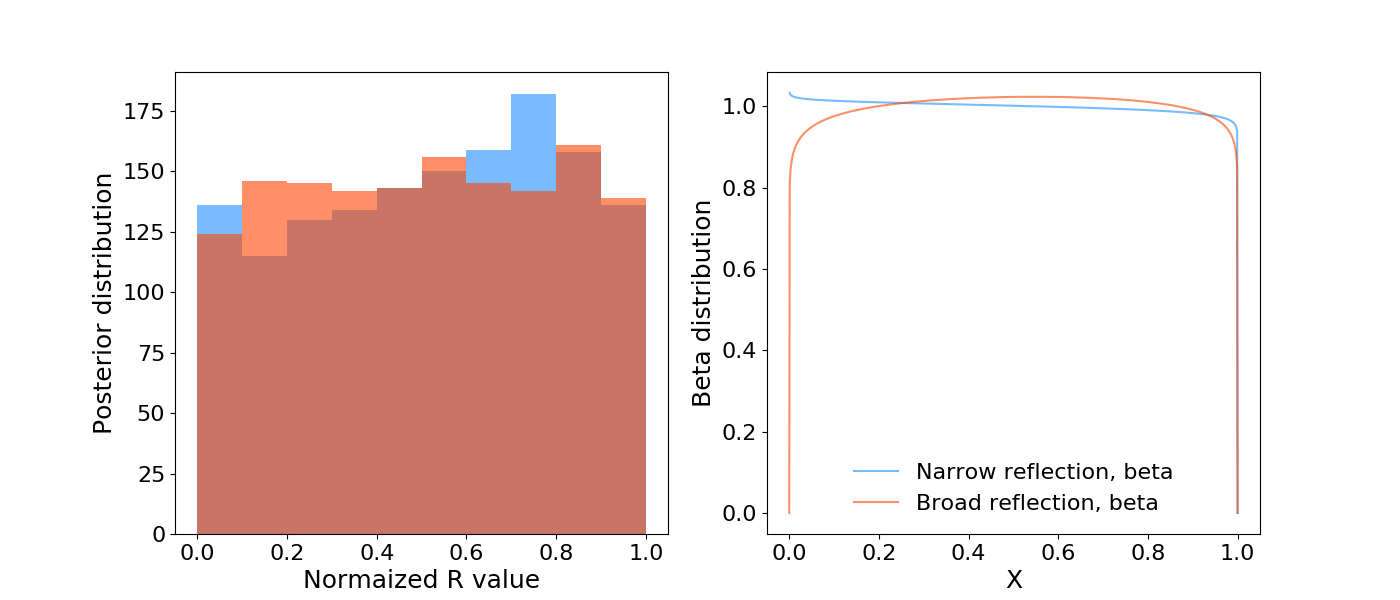 Posterior distribution
175
150
125
100
75
50
25
0
0.0 0.2 0.4 0.6 0.8 1.0
Normaized R value
Beta distribution
1.0
0.8
0.6
0.4
0.2
0.0
Narrow reflection, beta
Broad reflection, beta
0.0 0.2 0.4 0.6 0.8 1.0
X